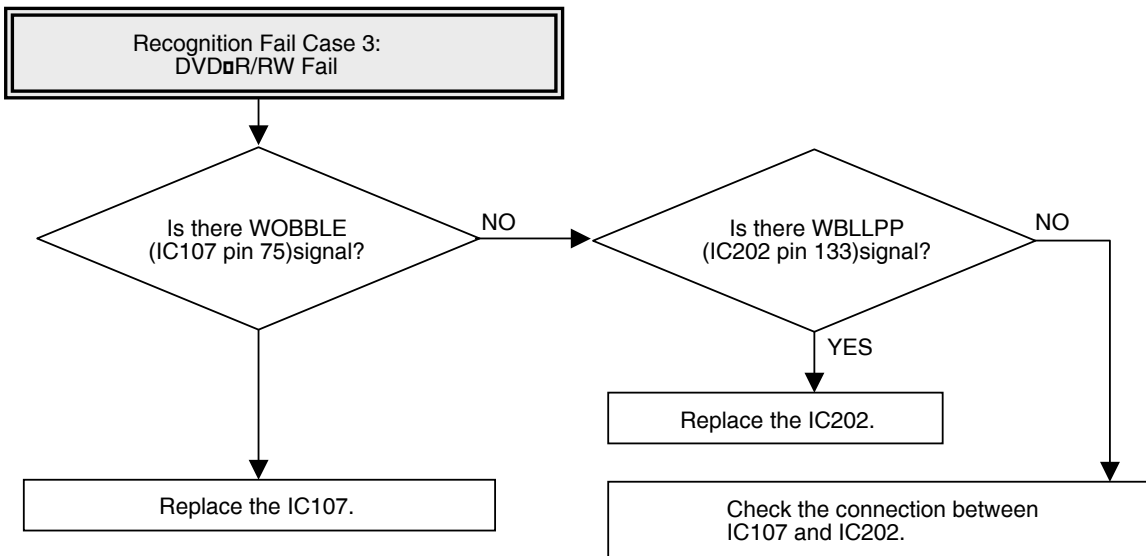 Recognition Fail Case 3:
DVD◘R/RW Fail
Is there WOBBLE
(IC107 pin 75)signal?
NO
Is there WBLLPP
(IC202 pin 133)signal?
NO
YES
Replace the IC202.
Replace the IC107.
Check the connection between
IC107 and IC202.